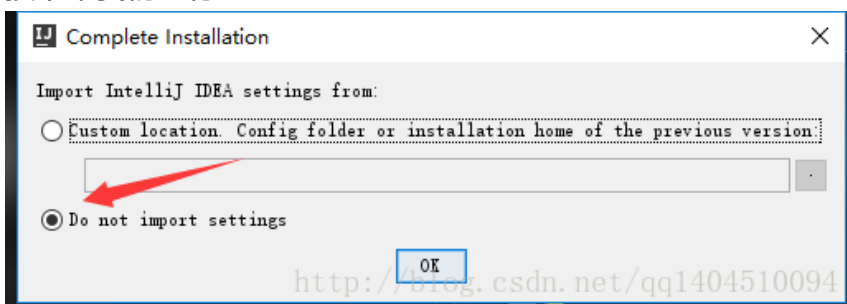 IJ Complete Installation
Import IntelliJ IDEA settings from:
Custom location. Config folder or installation home of the previous version:
.
Do not import settings
OK
http://blog.csdn.net/qq1404510094